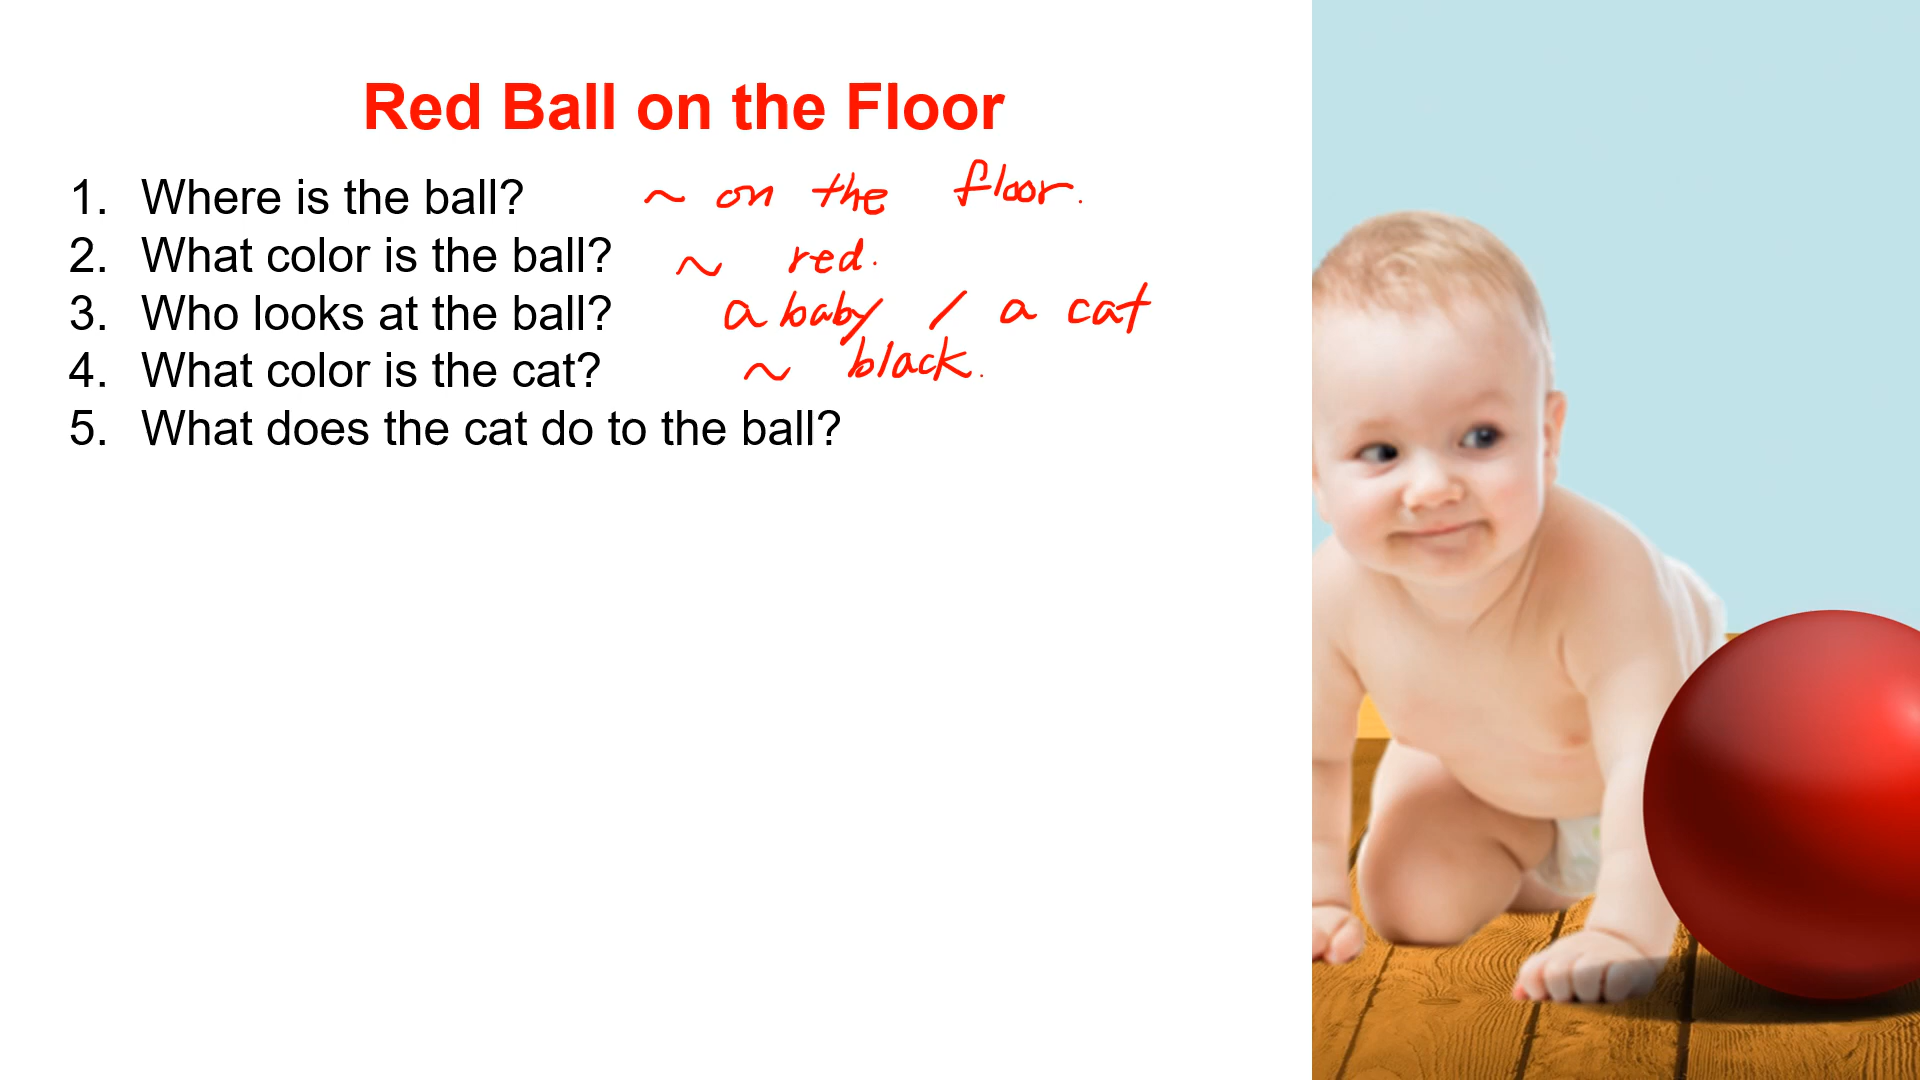 Red Ball on the Floor
1. Where is the ball? ~ on the floor.
2. What color is the ball? ~ red.
3. Who looks at the ball? a baby / a cat
4. What color is the cat? ~ black.
5. What does the cat do to the ball?